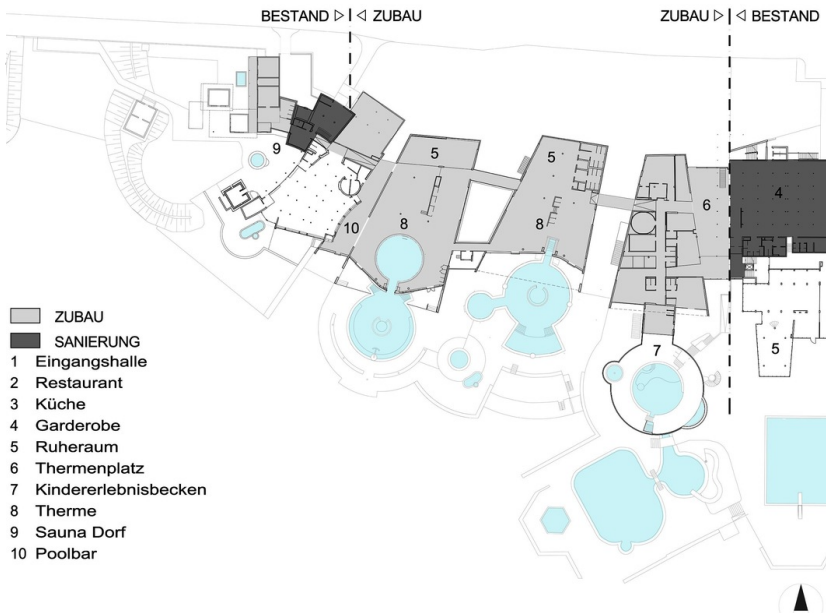 BESTAND ▷ ◁ ZUBAU
ZUBAU ▷ ◁ BESTAND
5
5
9
4
6
10
8
8
7
5
ZUBAU
SANIERUNG
1 Eingangshalle
2 Restaurant
3 Küche
4 Garderobe
5 Ruheraum
6 Thermenplatz
7 Kindererlebnisbecken
8 Therme
9 Sauna Dorf
10 Poolbar